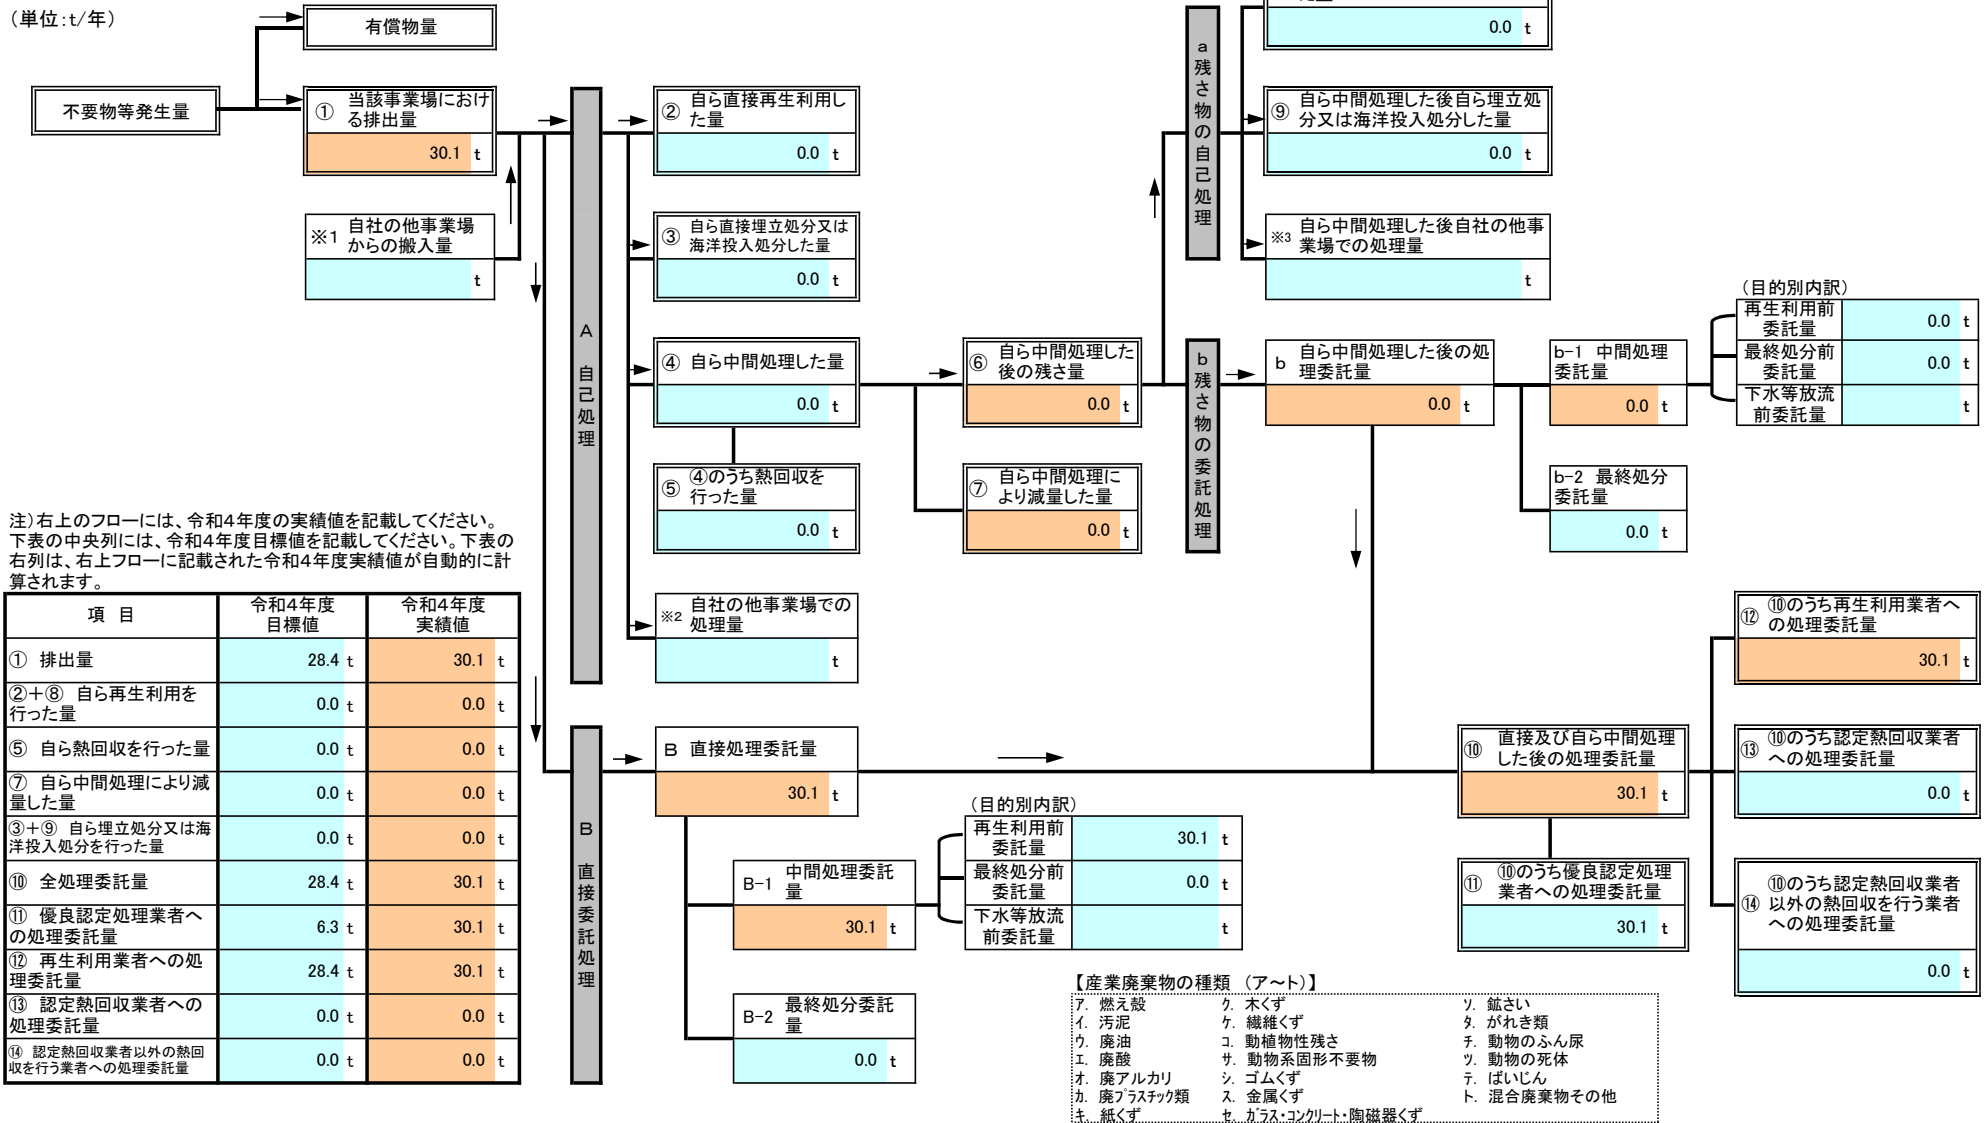 （単位：t/年）
有償物量
不要物等発生量
① 当該事業場におけ
る排出量
30.1 t
※1 自社の他事業場
からの搬入量
t
A 自己処理
② 自ら直接再生利用し
た量
0.0 t
③ 自ら直接埋立処分又は
海洋投入処分した量
0.0 t
④ 自ら中間処理した量
0.0 t
⑤ ④のうち熱回収を
行った量
0.0 t
※2 自社の他事業場での
処理量
t
⑥ 自ら中間処理した
後の残さ量
0.0 t
⑦ 自ら中間処理に
より減量した量
0.0 t
a残さ物の自己処理
0.0 t
⑨ 自ら中間処理した後自ら埋立処
分又は海洋投入処分した量
0.0 t
※3 自ら中間処理した後自社の他事
業場での処理量
t
b残さ物の委託処理
b 自ら中間処理した後の処
理委託量
0.0 t
b-1 中間処理
委託量
0.0 t
b-2 最終処分
委託量
0.0 t
（目的別内訳）
再生利用前
委託量 0.0 t
最終処分前
委託量 0.0 t
下水等放流
前委託量 t
注）右上のフローには、令和4年度の実績値を記載してください。
下表の中央列には、令和4年度目標値を記載してください。下表の
右列は、右上フローに記載された令和4年度実績値が自動的に計
算されます。
項 目 令和4年度
目標値 令和4年度
実績値
① 排出量 28.4 t 30.1 t
②＋⑧ 自ら再生利用を
行った量 0.0 t 0.0 t
⑤ 自ら熱回収を行った量 0.0 t 0.0 t
⑦ 自ら中間処理により減
量した量 0.0 t 0.0 t
③＋⑨ 自ら埋立処分又は海
洋投入処分を行った量 0.0 t 0.0 t
⑩ 全処理委託量 28.4 t 30.1 t
⑪ 優良認定処理業者へ
の処理委託量 6.3 t 30.1 t
⑫ 再生利用業者への処
理委託量 28.4 t 30.1 t
⑬ 認定熱回収業者への
処理委託量 0.0 t 0.0 t
⑭ 認定熱回収業者以外の熱回
収を行う業者への処理委託量 0.0 t 0.0 t
B 直接委託処理
B 直接処理委託量
30.1 t
B-1 中間処理委託
量
30.1 t
B-2 最終処分委託
量
0.0 t
（目的別内訳）
再生利用前
委託量 30.1 t
最終処分前
委託量 0.0 t
下水等放流
前委託量 t
⑩ 直接及び自ら中間処理
した後の処理委託量
30.1 t
⑪ ⑩のうち優良認定処理
業者への処理委託量
30.1 t
⑫ ⑩のうち再生利用業者へ
の処理委託量
30.1 t
⑬ ⑩のうち認定熱回収業者
への処理委託量
0.0 t
⑭ ⑩のうち認定熱回収業者
以外の熱回収を行う業者
への処理委託量
0.0 t
【産業廃棄物の種類 （ア～ト）】
ア. 燃え殻 ク. 木くず ソ. 鉱さい
イ. 汚泥 ケ. 繊維くず タ. がれき類
ウ. 廃油 コ. 動植物性残さ チ. 動物のふん尿
エ. 廃酸 サ. 動物系固形不要物 ツ. 動物の死体
オ. 廃アルカリ シ. ゴムくず テ. ばいじん
カ. 廃プラスチック類 ス. 金属くず ト. 混合廃棄物その他
キ. 紙くず セ. ガラス・コンクリート・陶磁器くず